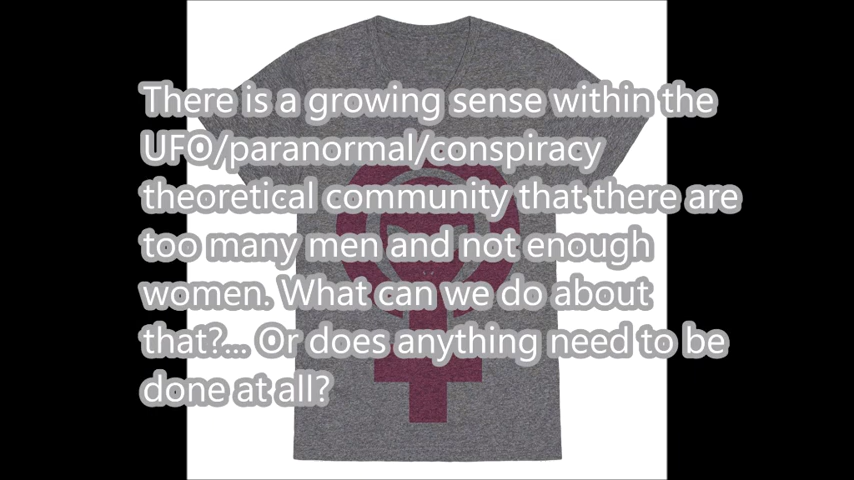 There is a growing sense within the
UFO/paranormal/conspiracy
theoretical community that there are
too many men and not enough
women. What can we do about
that?... Or does anything need to be
done at all?